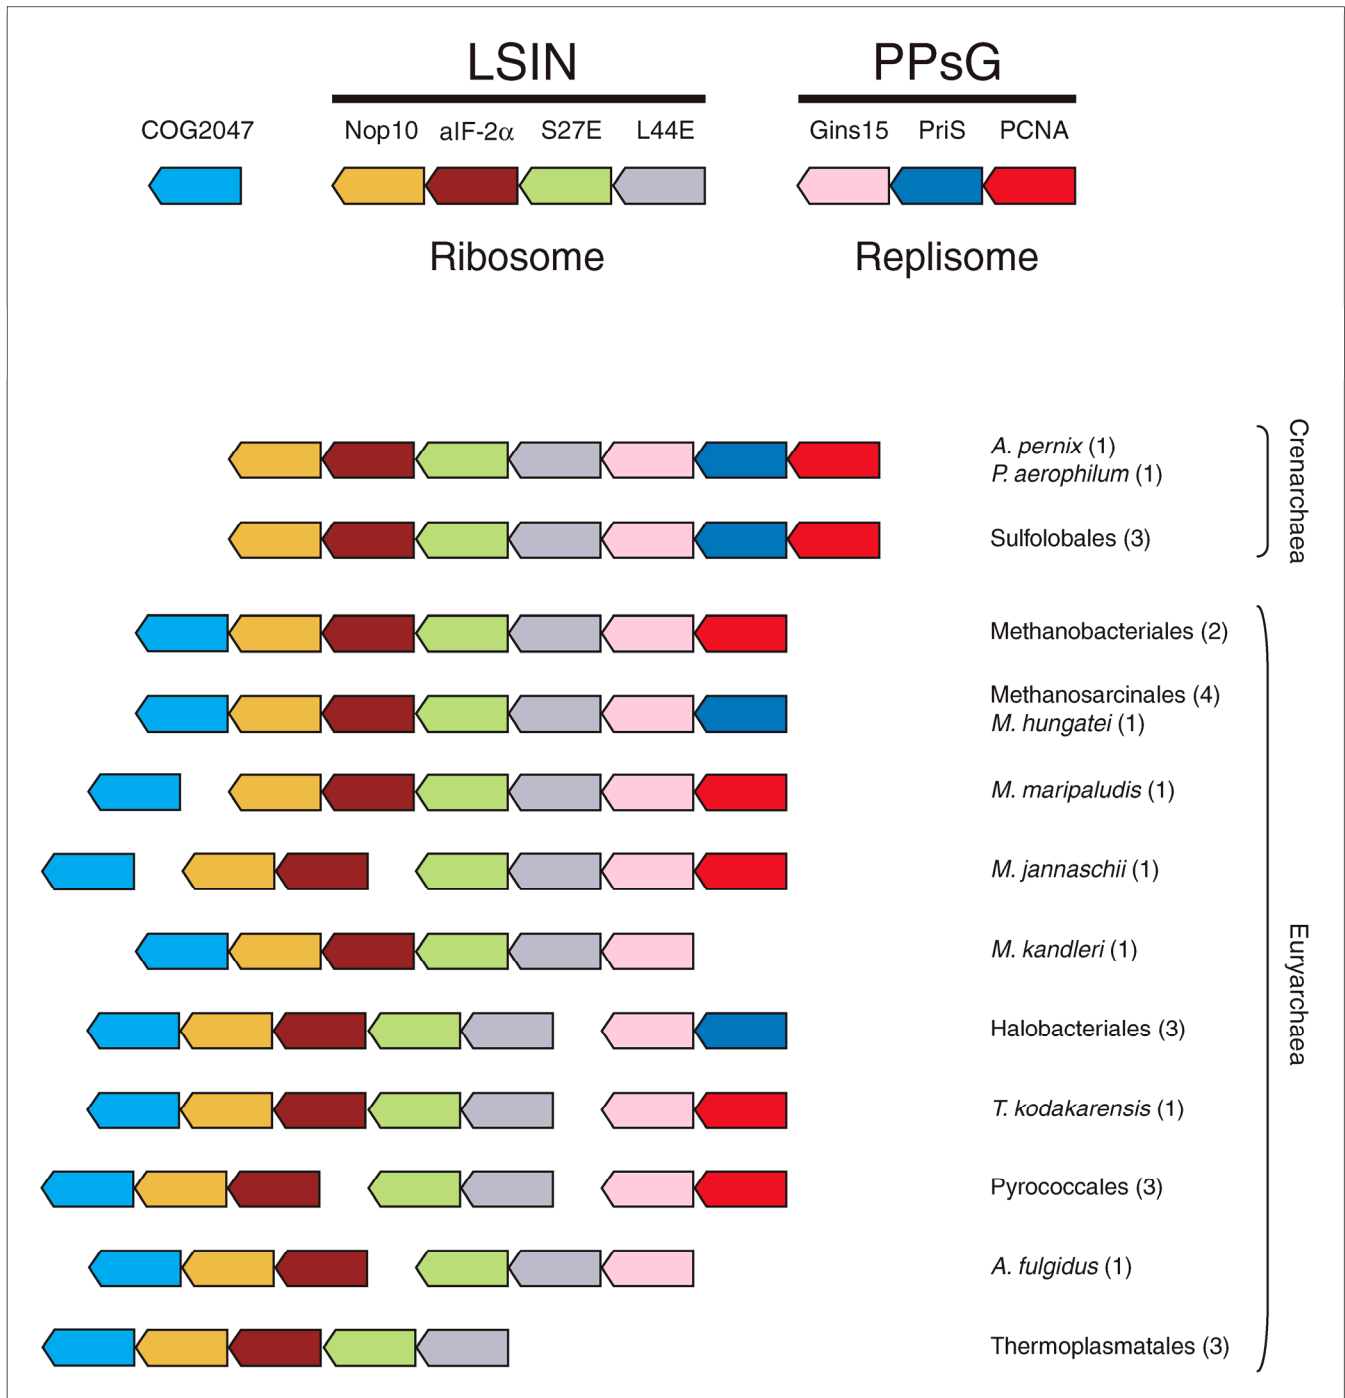 LSIN PPsG
COG2047 Nop10 aIF-2α S27E L44E Gins15 PriS PCNA
Ribosome Replisome
A. pernix (1)
P. aerophilum (1)
Sulfolobales (3)
Crenarchaea
Methanobacteriales (2)
Methanosarcinales (4)
M. hungatei (1)
M. maripaludis (1)
M. jannaschii (1)
M. kandleri (1)
Halobacteriales (3)
T. kodakarensis (1)
Pyrococcales (3)
A. fulgidus (1)
Thermoplasmatales (3)
Euryarchaea